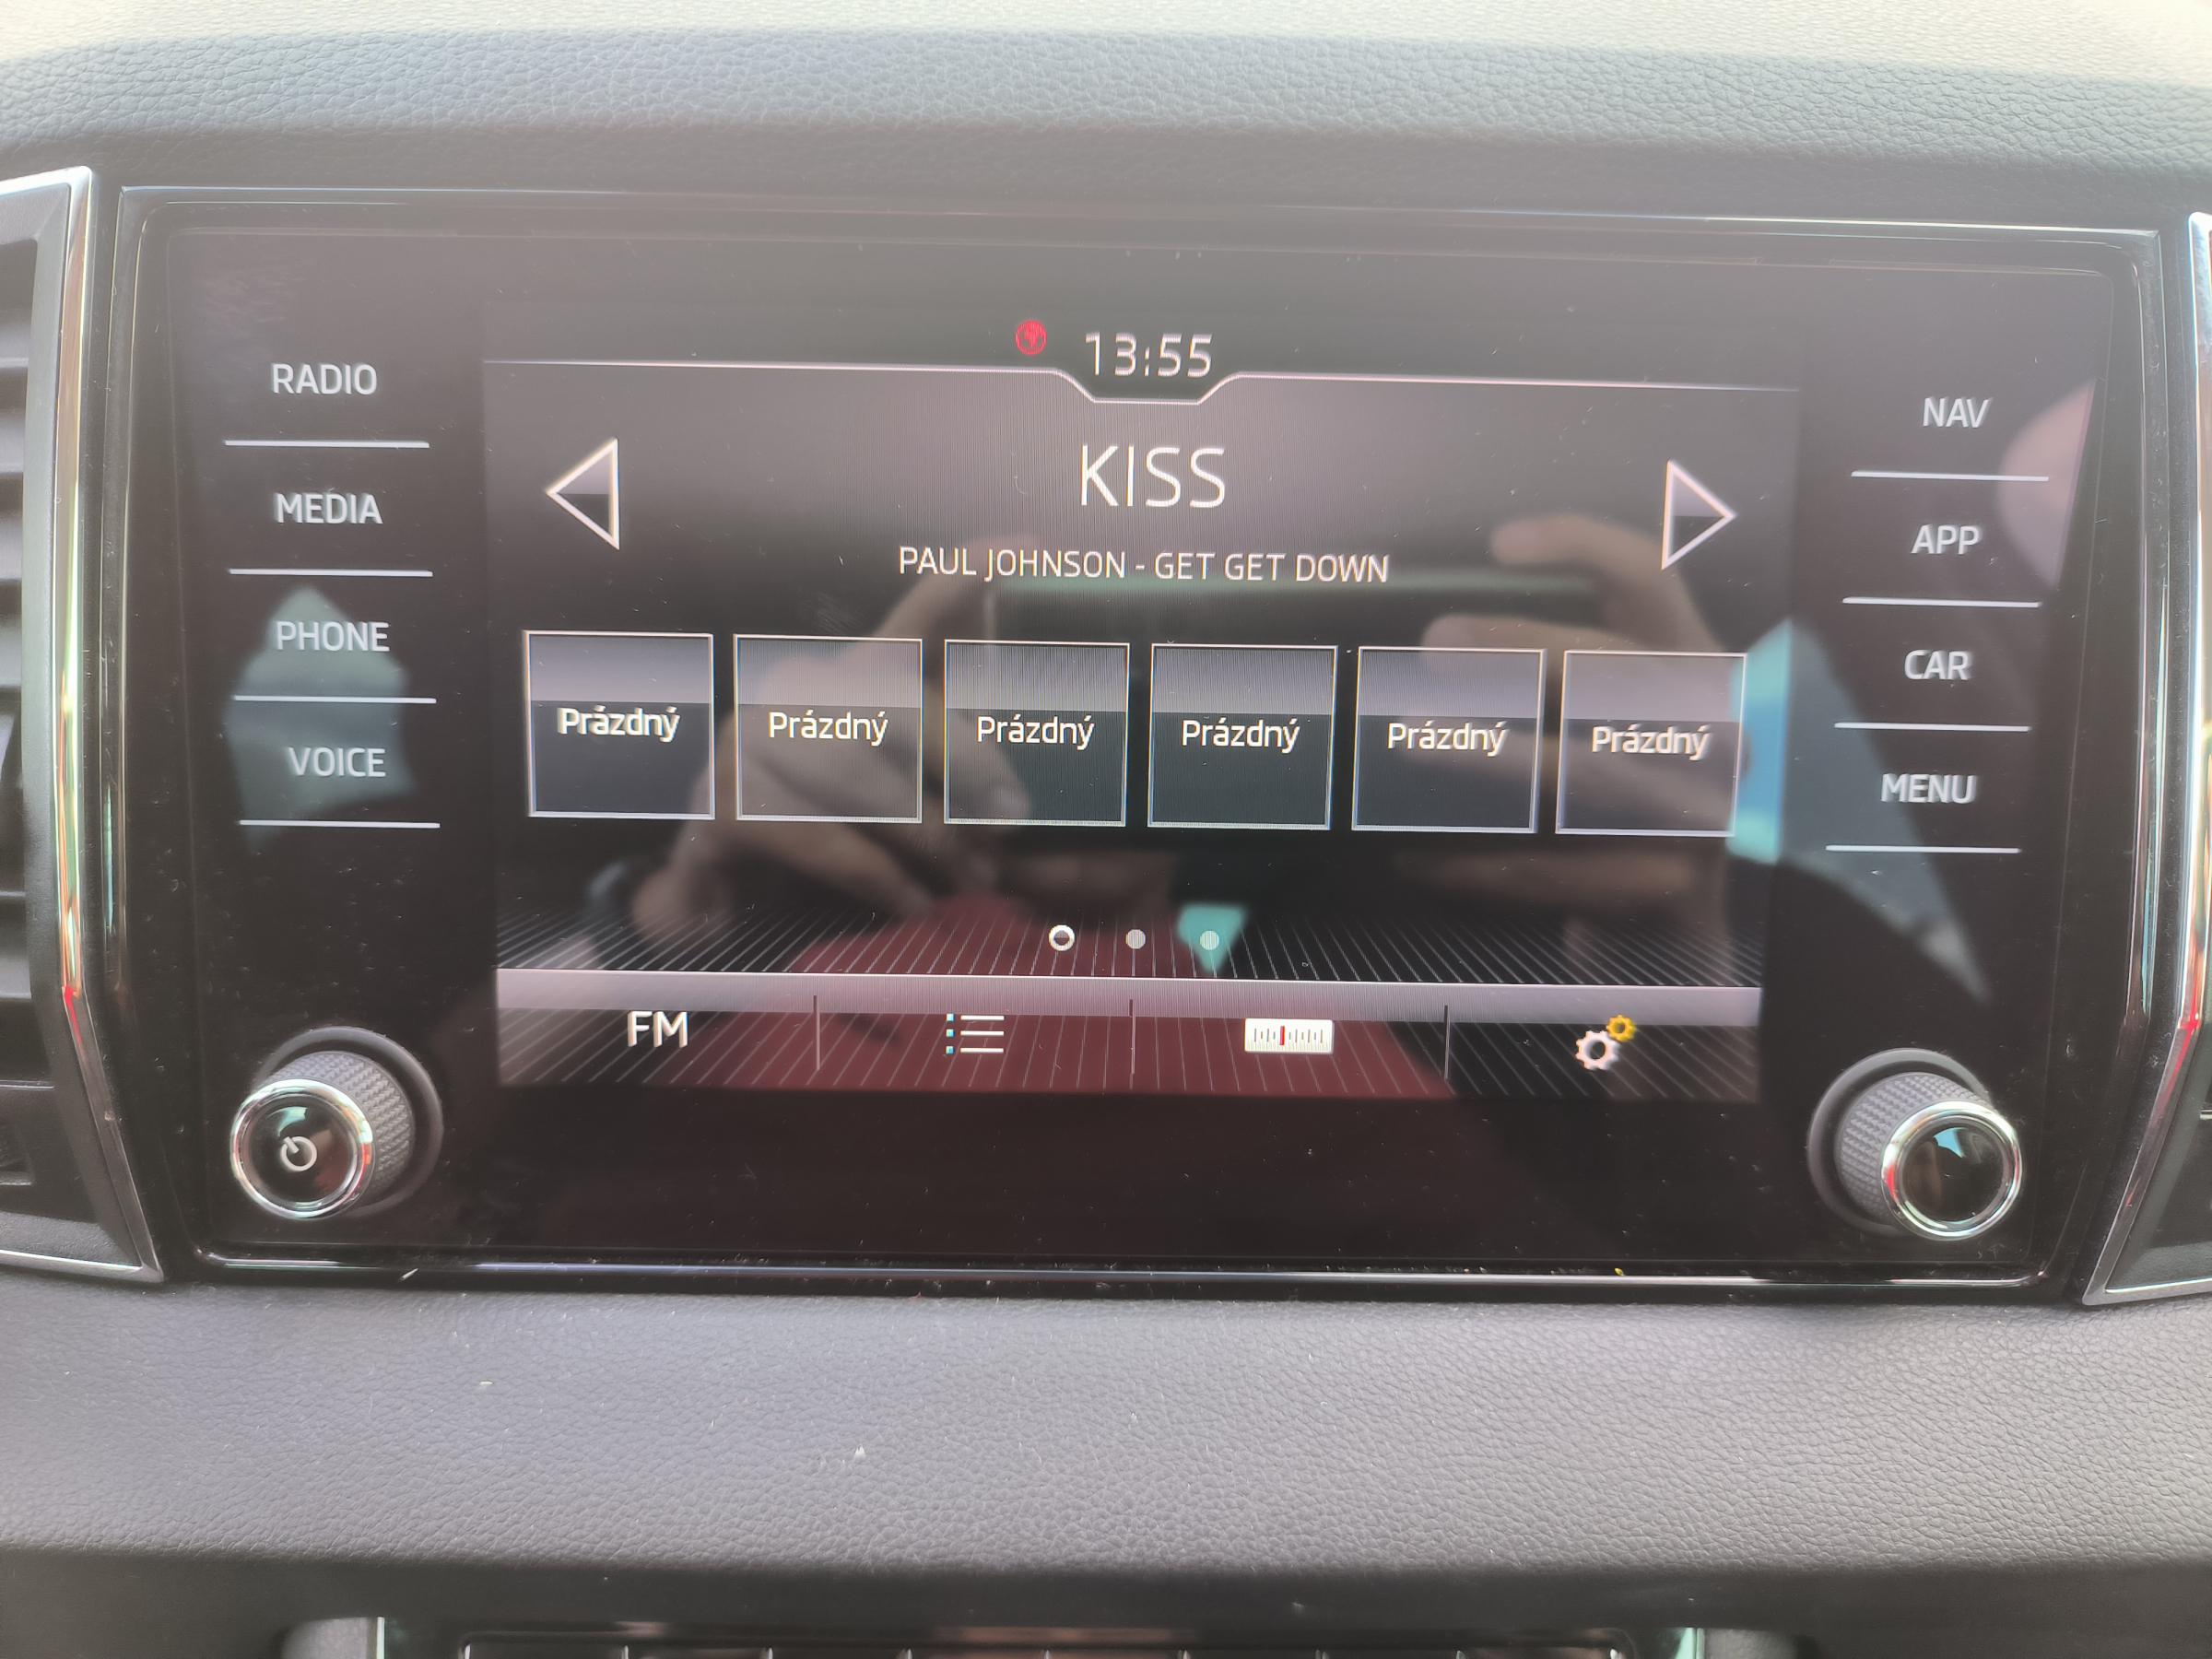 13:55
RADIO
MEDIA
PHONE
VOICE
KISS
PAUL JOHNSON - GET GET DOWN
Prázdný
Prázdný
Prázdný
Prázdný
Prázdný
Prázdný
FM
NAV
APP
CAR
MENU